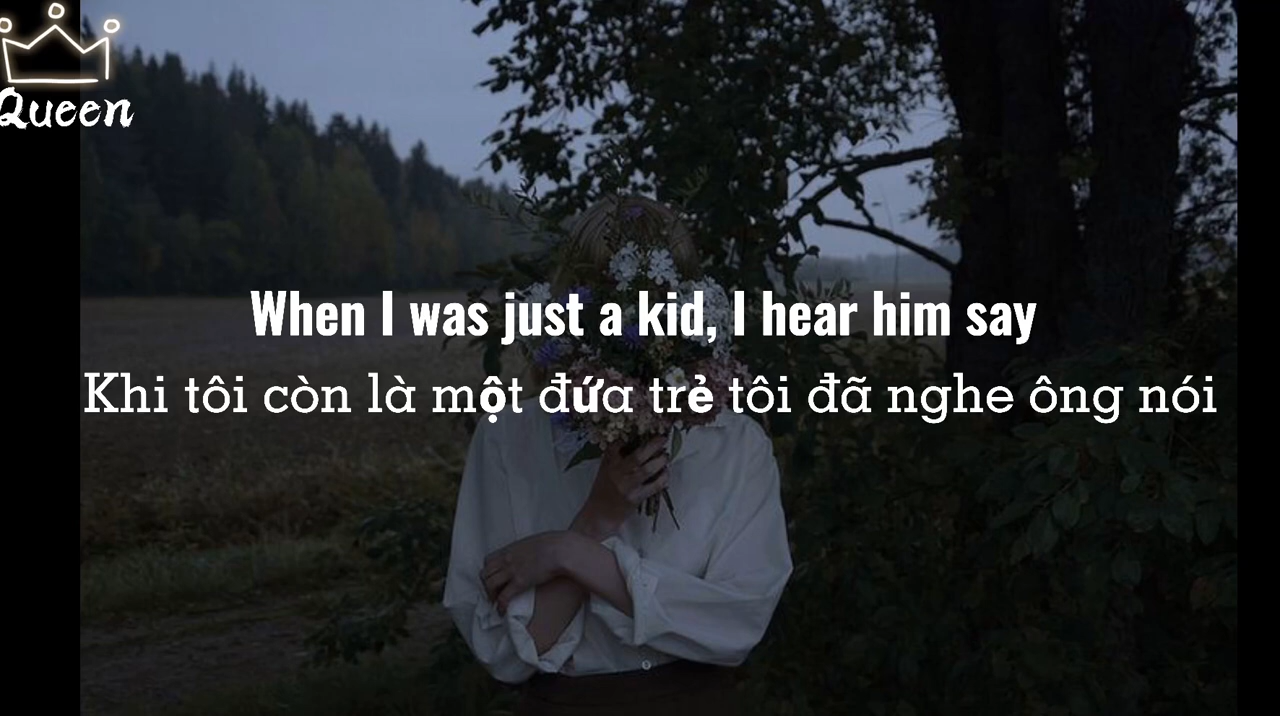 Queen
When I was just a kid, I hear him say
Khi tôi còn là một đứa trẻ tôi đã nghe ông nói